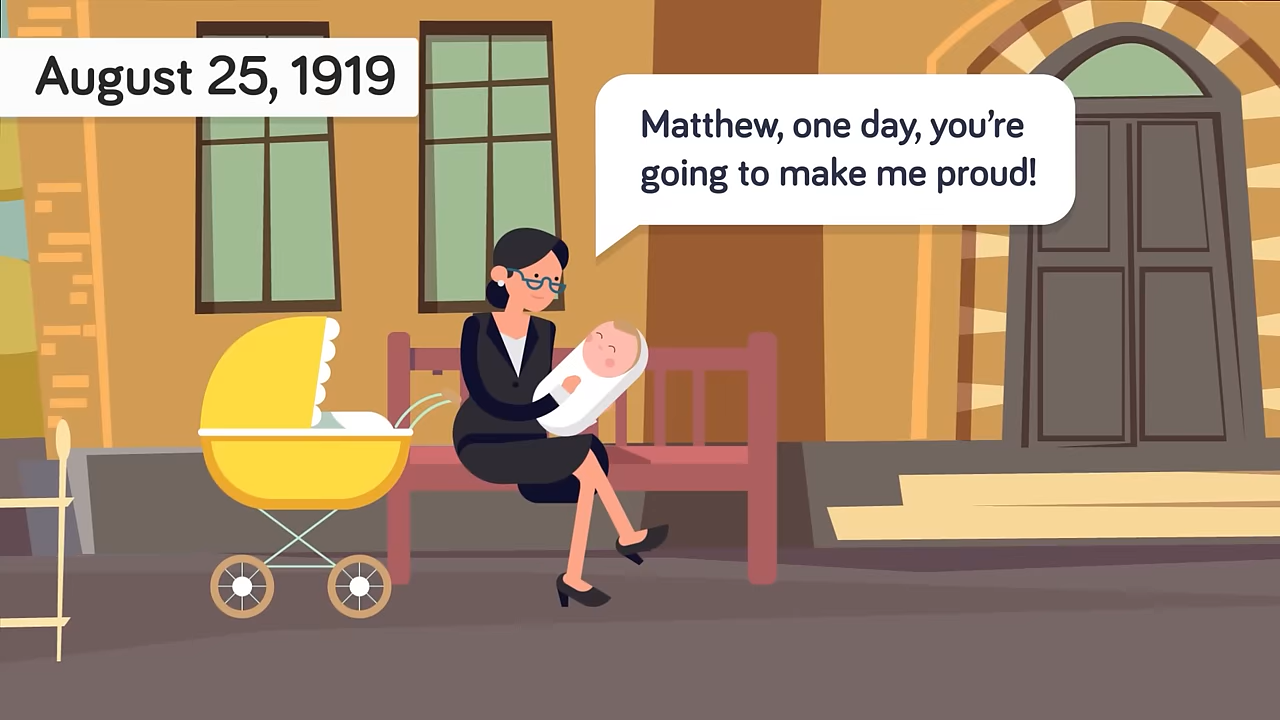 August 25, 1919
Matthew, one day, you’re
going to make me proud!